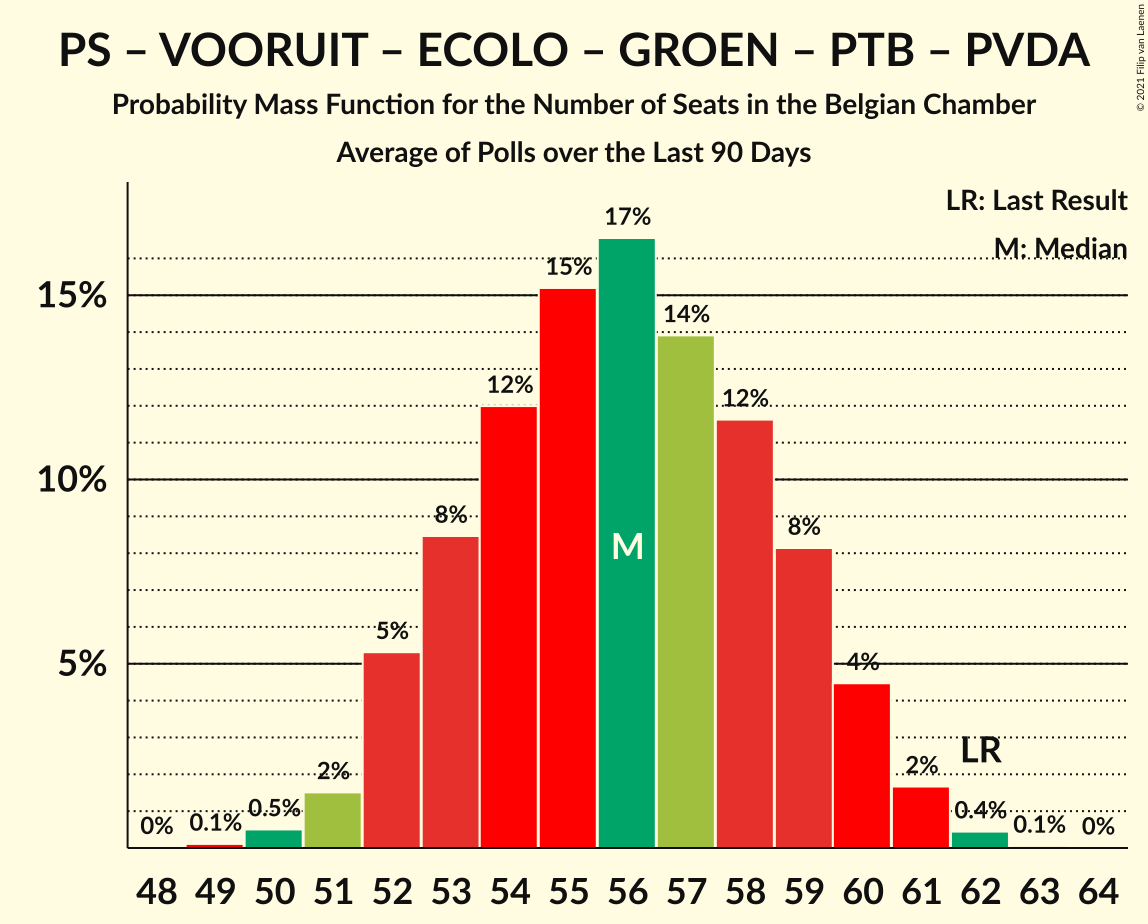 PS – VOORUIT – ECOLO – GROEN – PTB – PVDA
Probability Mass Function for the Number of Seats in the Belgian Chamber
Average of Polls over the Last 90 Days
© 2021 Filip van Laenen
LR: Last Result
M: Median
15%
10%
5%
0%
0.1%
0.5%
2%
5%
8%
12%
15%
17%
14%
12%
8%
4%
2%
0.4%
0.1%
0%
M
LR
48 49 50 51 52 53 54 55 56 57 58 59 60 61 62 63 64